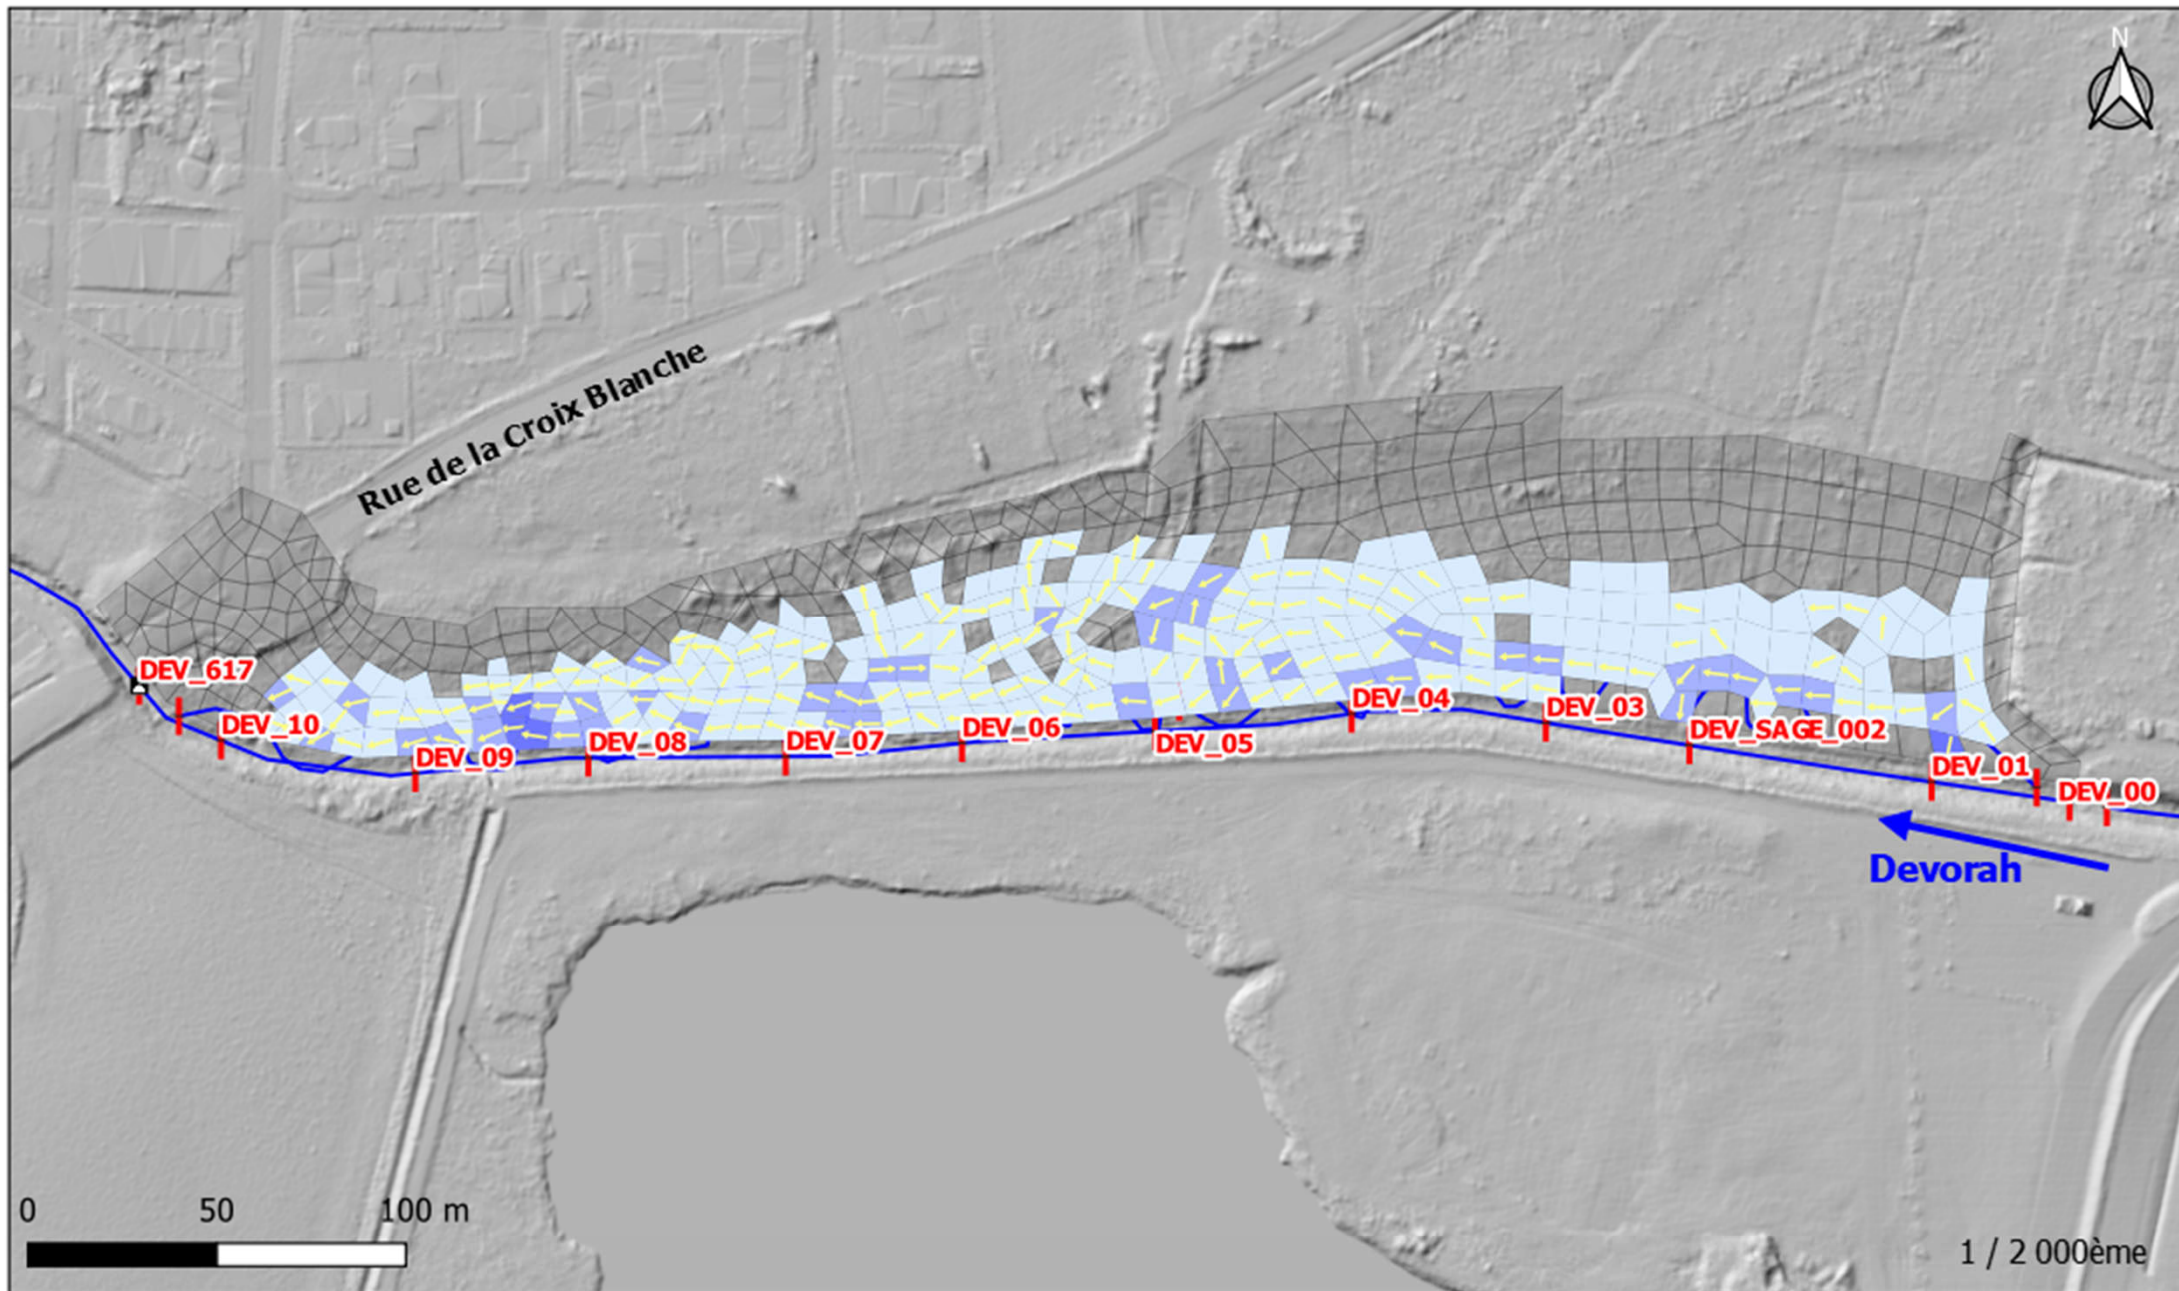 N
Rue de la Croix Blanche
DEV_617
DEV_10
DEV_09
DEV_08
DEV_07
DEV_06
DEV_05
DEV_04
DEV_03
DEV_SAGE_002
DEV_01
DEV_00
Devorah
0 50 100 m
1 / 2 000ème